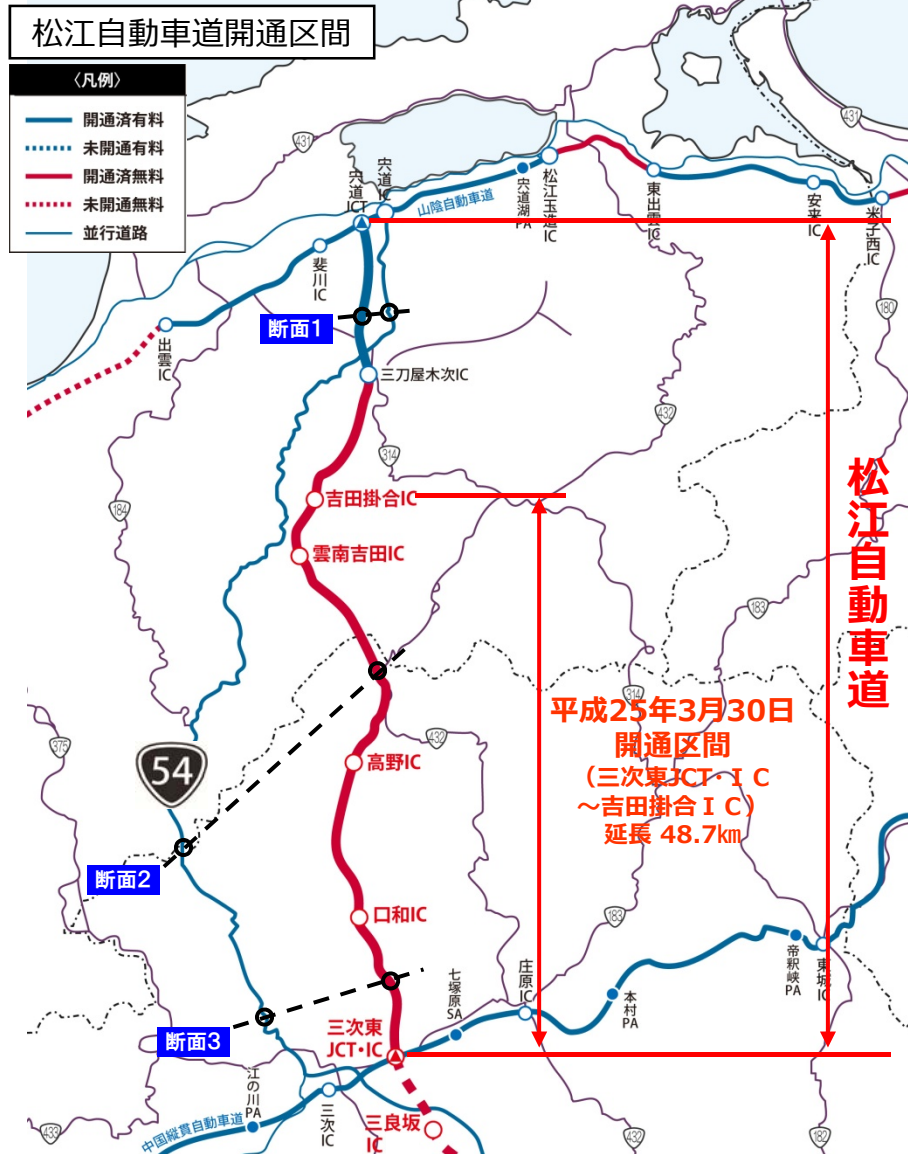 松江自動車道開通区間
〈凡例〉
開通済有料
未開通有料
開通済無料
未開通無料
並行道路
431
431
宍道JCT
宍道IC
山陰自動車道
宍道湖PA
松江玉造IC
東出雲IC
安来IC
米子西IC
斐川IC
出雲IC
断面1
180
三刀屋木次IC
432
314
184
吉田掛合IC
雲南吉田IC
松江自動車道
183
314
平成25年3月30日
開通区間
（三次東JCT・ＩＣ
～吉田掛合ＩＣ）
延長 48.7㎞
375
432
54
高野IC
断面2
口和IC
183
七塚原SA
庄原IC
本村PA
帝釈峡PA
東城IC
断面3
三次東
JCT・IC
江の川PA
三次IC
三良坂
IC
中国縦貫自動車道
433
432
182